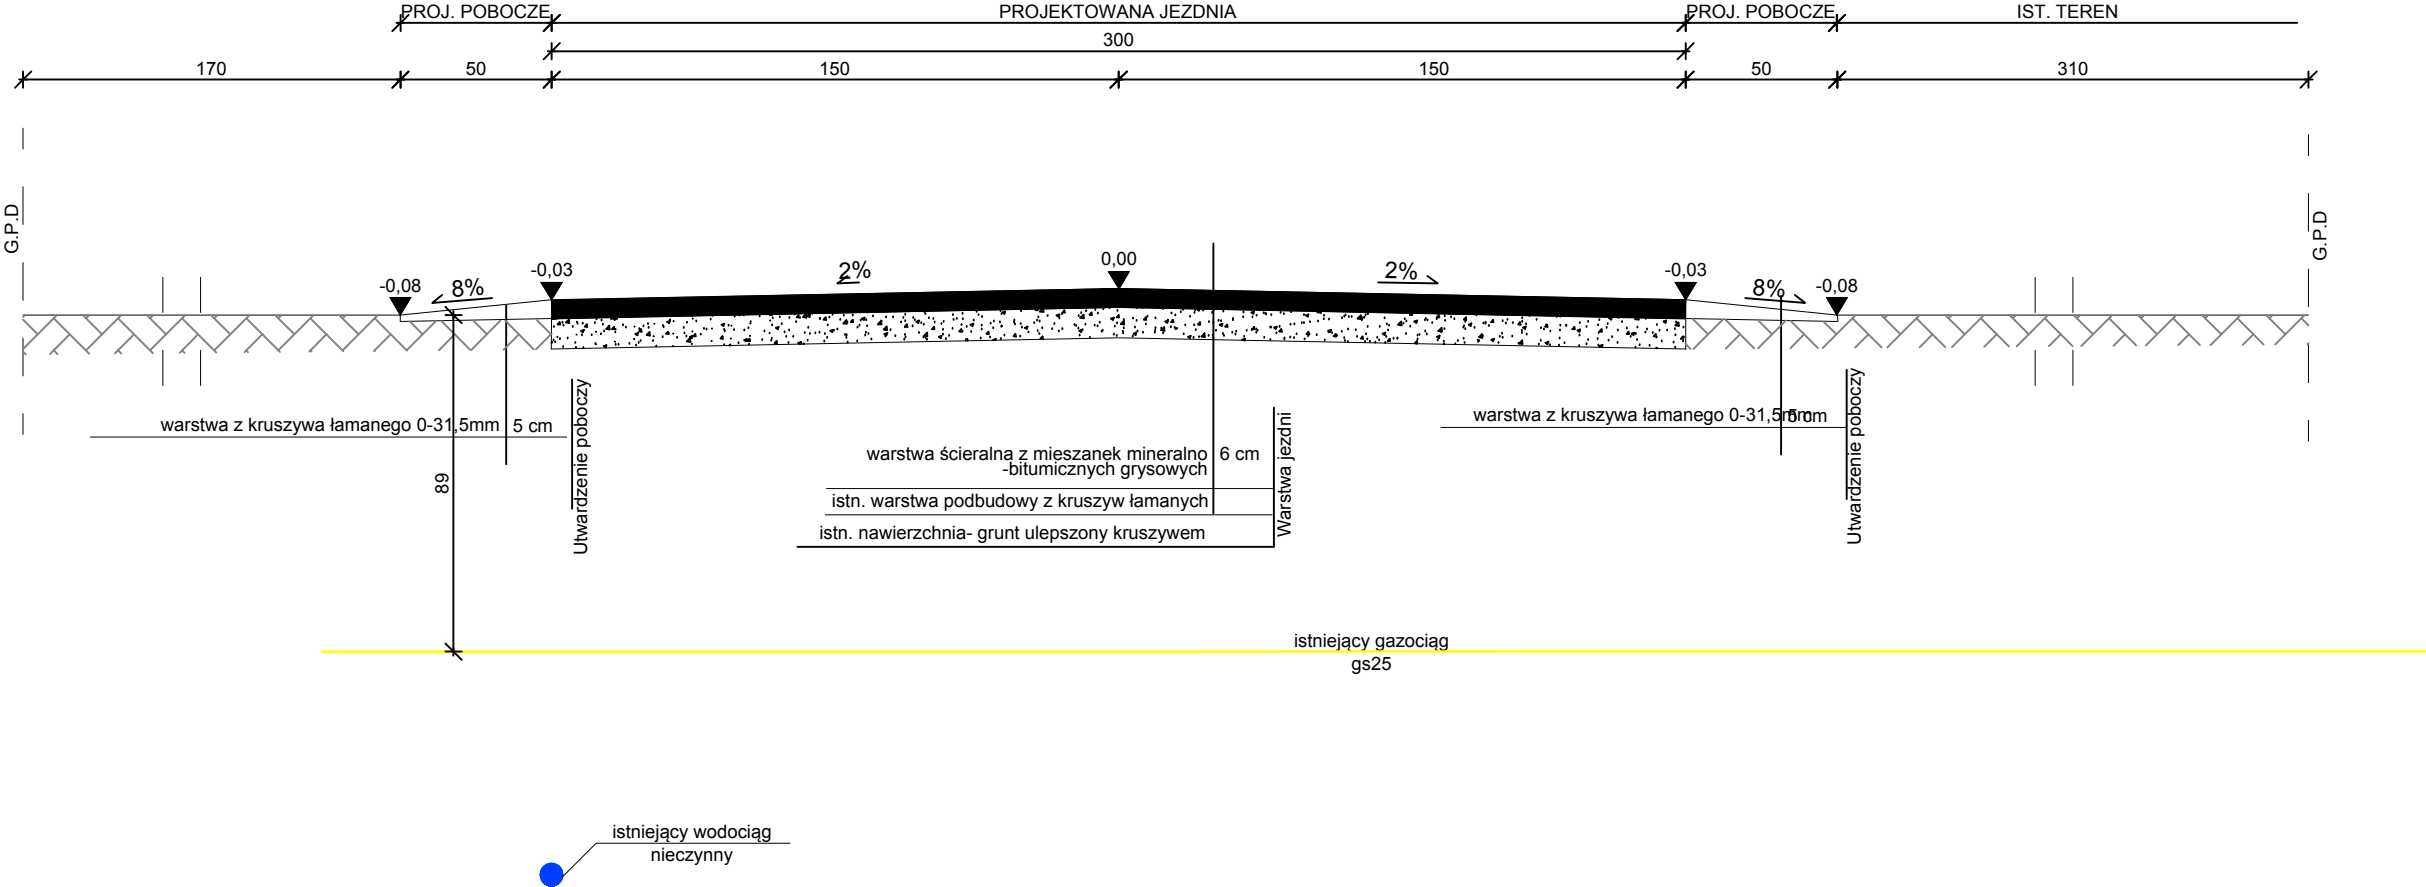 PROJ. POBOCZE
PROJEKTOWANA JEZDNIA
PROJ. POBOCZE
IST. TEREN
300
170
50
150
150
50
310
G.P.D
G.P.D
-0,08
8%
-0,03
2%
0,00
2%
-0,03
8%
-0,08
warstwa z kruszywa łamanego 0-31,5mm
5 cm
Utwardzenie poboczy
89
warstwa ścieralna z mieszanek mineralno
-bitumicznych grysowych
6 cm
istn. warstwa podbudowy z kruszyw łamanych
istn. nawierzchnia- grunt ulepszony kruszywem
Warstwa jezdni
warstwa z kruszywa łamanego 0-31,5mm
5 cm
Utwardzenie poboczy
istniejący gazociąg
gs25
istniejący wodociąg
nieczynny